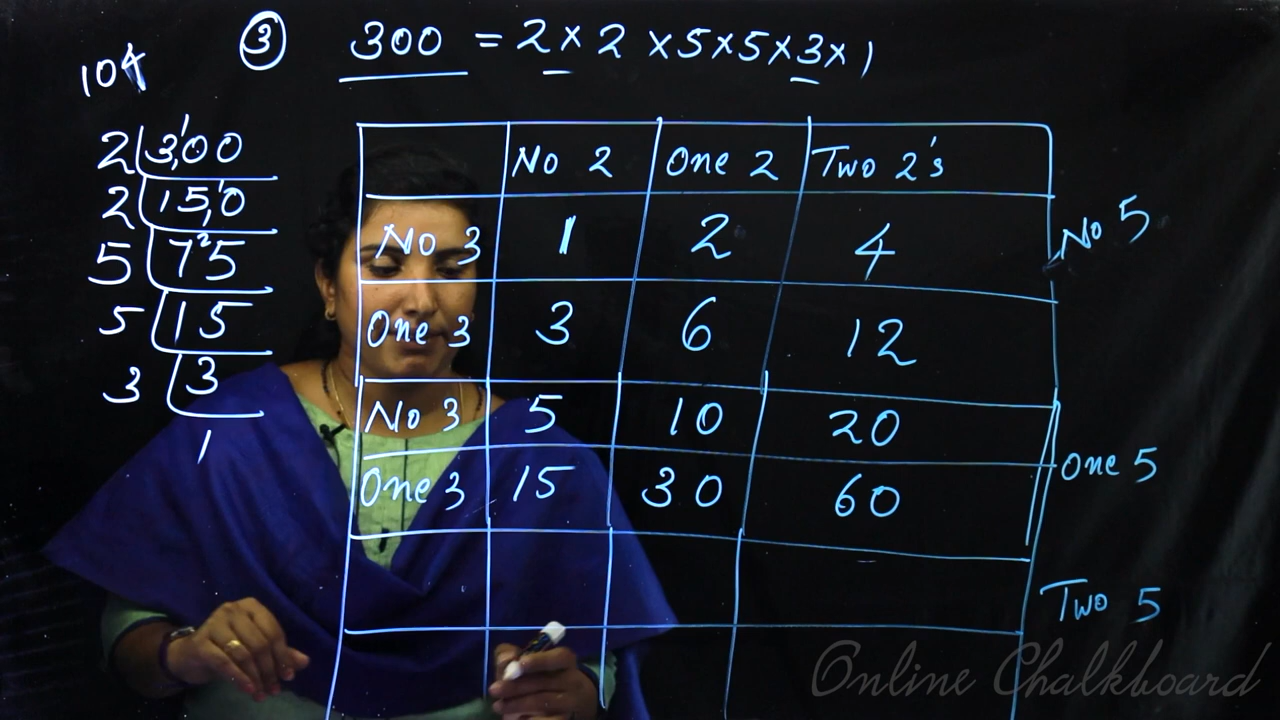 ③ 300 = 2 × 2 × 5 × 5 × 3 × 1
2 300
2 150
5 75
5 15
3 3
1
No 2 One 2 Two 2's
No 3 1 2 4 No 5
One 3 3 6 12
No 3 5 10 20
One 3 15 30 60 One 5
Two 5
Online Chalkboard